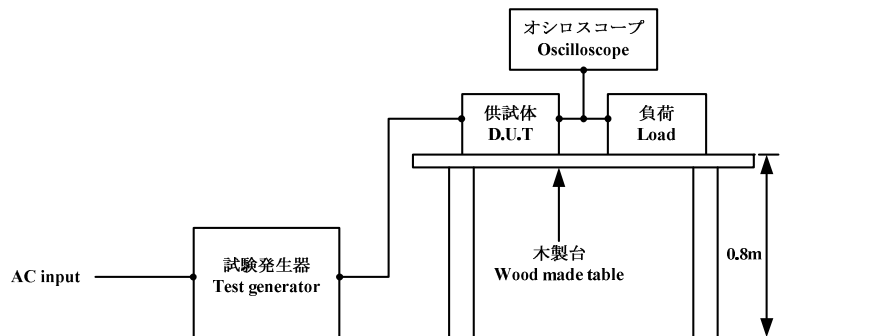 オシロスコープ
Oscilloscope
供試体
D.U.T
負荷
Load
試験発生器
Test generator
AC input
木製台
Wood made table
0.8m